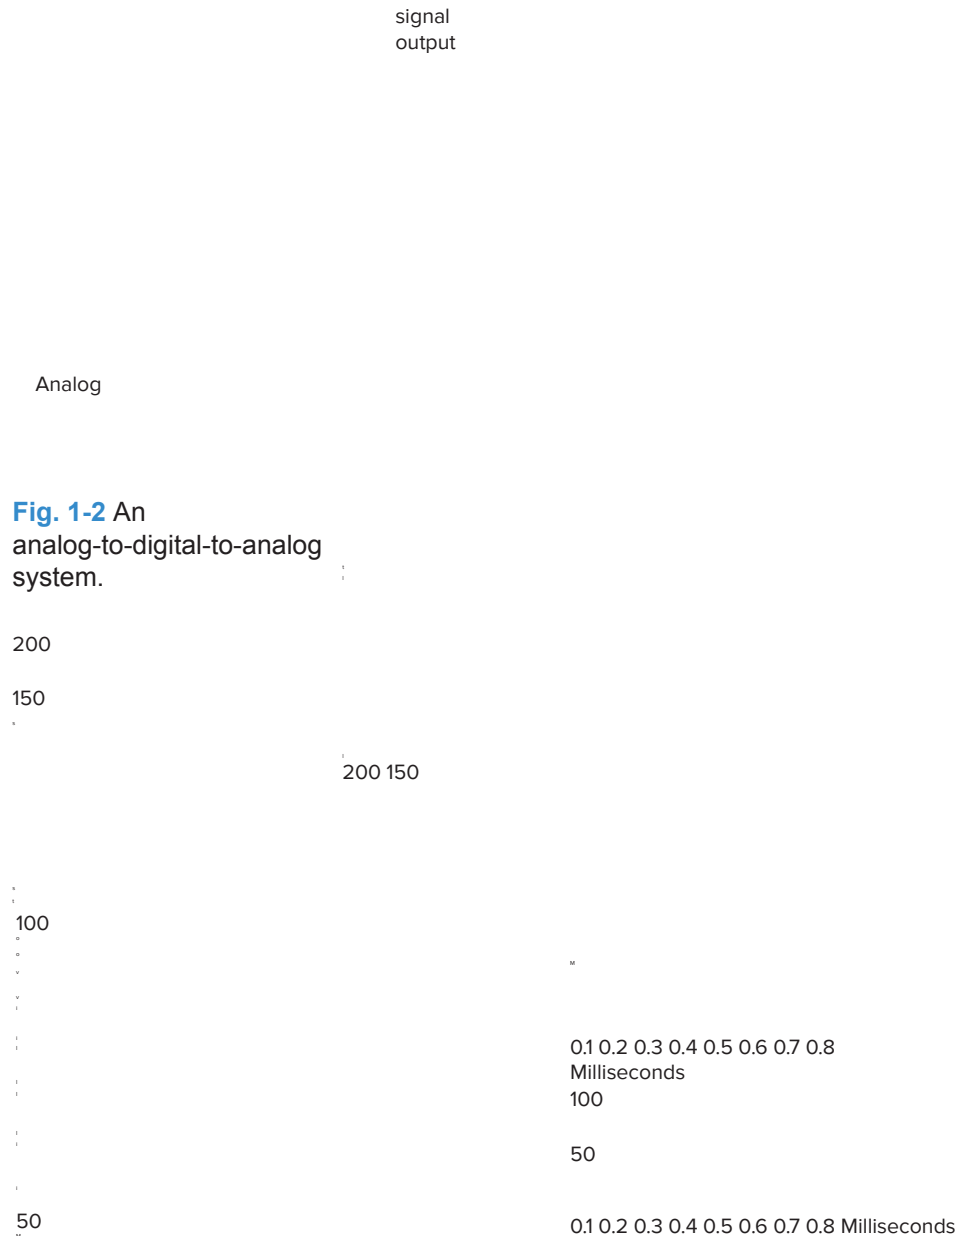 signal
output
Analog
Fig. 1-2 An
analog-to-digital-to-analog
system.
200
150
200 150
100
0.1 0.2 0.3 0.4 0.5 0.6 0.7 0.8
Milliseconds
100
50
50
0.1 0.2 0.3 0.4 0.5 0.6 0.7 0.8 Milliseconds